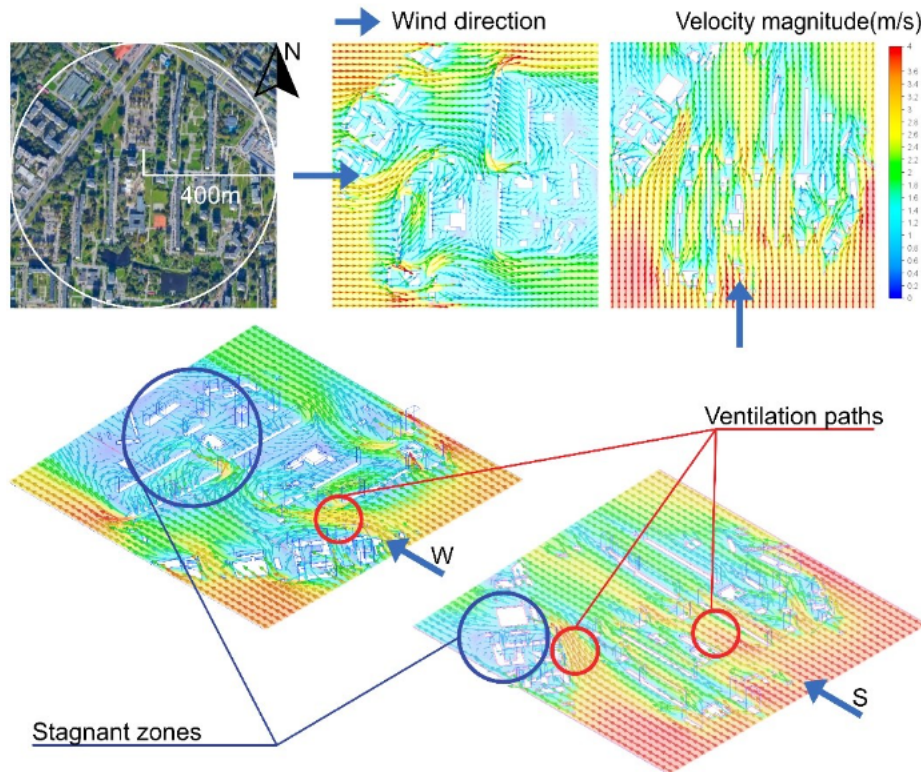 Wind direction
Velocity magnitude(m/s)
N
400m
4
3.8
3.6
3.4
3.2
3
2.8
2.6
2.4
2.2
2
1.8
1.6
1.4
1.2
1
0.8
0.6
0.4
0.2
0
Ventilation paths
W
S
Stagnant zones